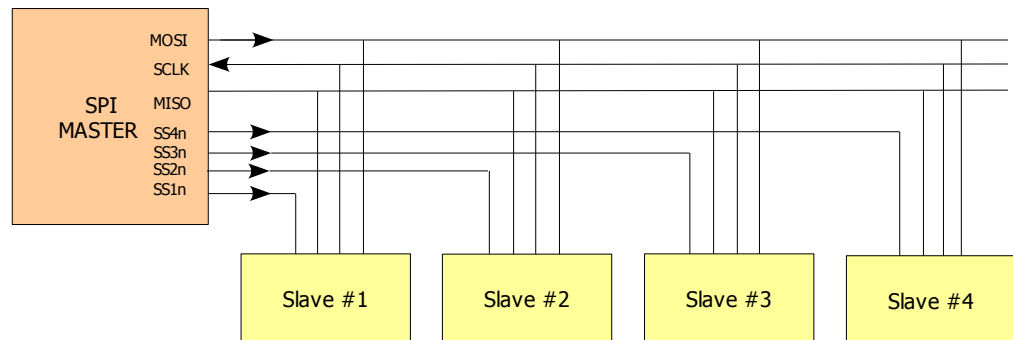 MOSI
SCLK
SPI
MASTER
MISO
SS4n
SS3n
SS2n
SS1n
Slave #1
Slave #2
Slave #3
Slave #4